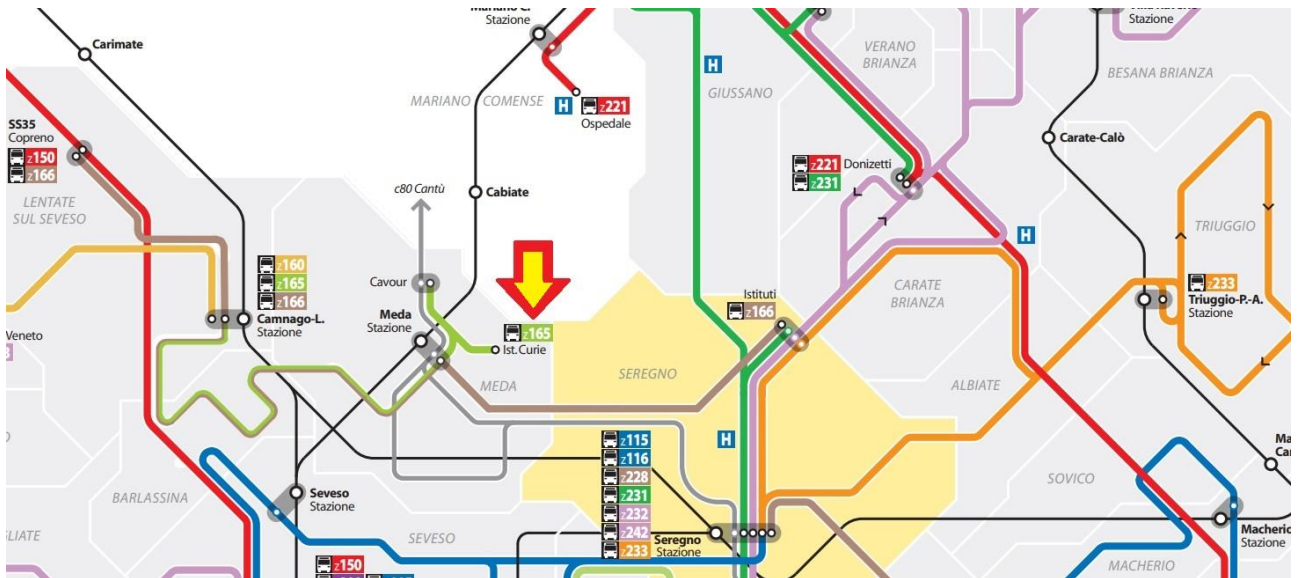 Stazione
Carimate
SS35
Copreno
z150
z166
LENTATE
SUL SEVESO
MARIANO COMENSE
H
z221
Ospedale
Cabiate
c80 Cantù
Cavour
Meda
Stazione
z165
Ist. Curie
z160
z165
z166
Camnago-L.
Stazione
Veneto
MEDA
SEREGNO
BARLASSINA
Seveso
Stazione
SEVESO
z150
H
GIUSSANO
VERANO
BRIANZA
Stazione
BESANA BRIANZA
Carate-Calò
z221
z231
Donizetti
H
TRIUGGIO
CARATE
BRIANZA
z233
Triuggio-P.-A.
Stazione
Istituti
z166
ALBIATE
H
z115
z116
z228
z231
z232
z242
z233
Seregno
Stazione
SOVICO
Macherio
Stazione
MACHERIO